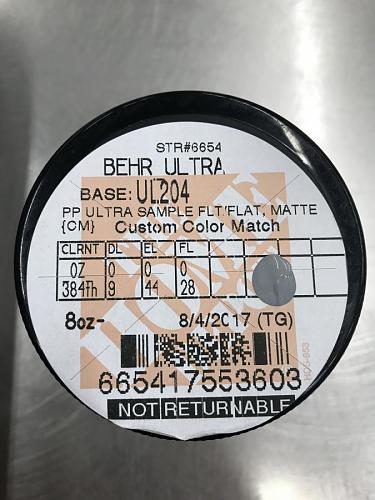 STR#6654
BEHR ULTRA
BASE: UL204
PP ULTRA SAMPLE FLT/FLAT, MATTE
{CM} Custom Color Match
CLRNT DL EL FL
OZ 0 0 0
384th 9 44 28
8oz- 8/4/2017 (TG)
665417553603
NOT RETURNABLE